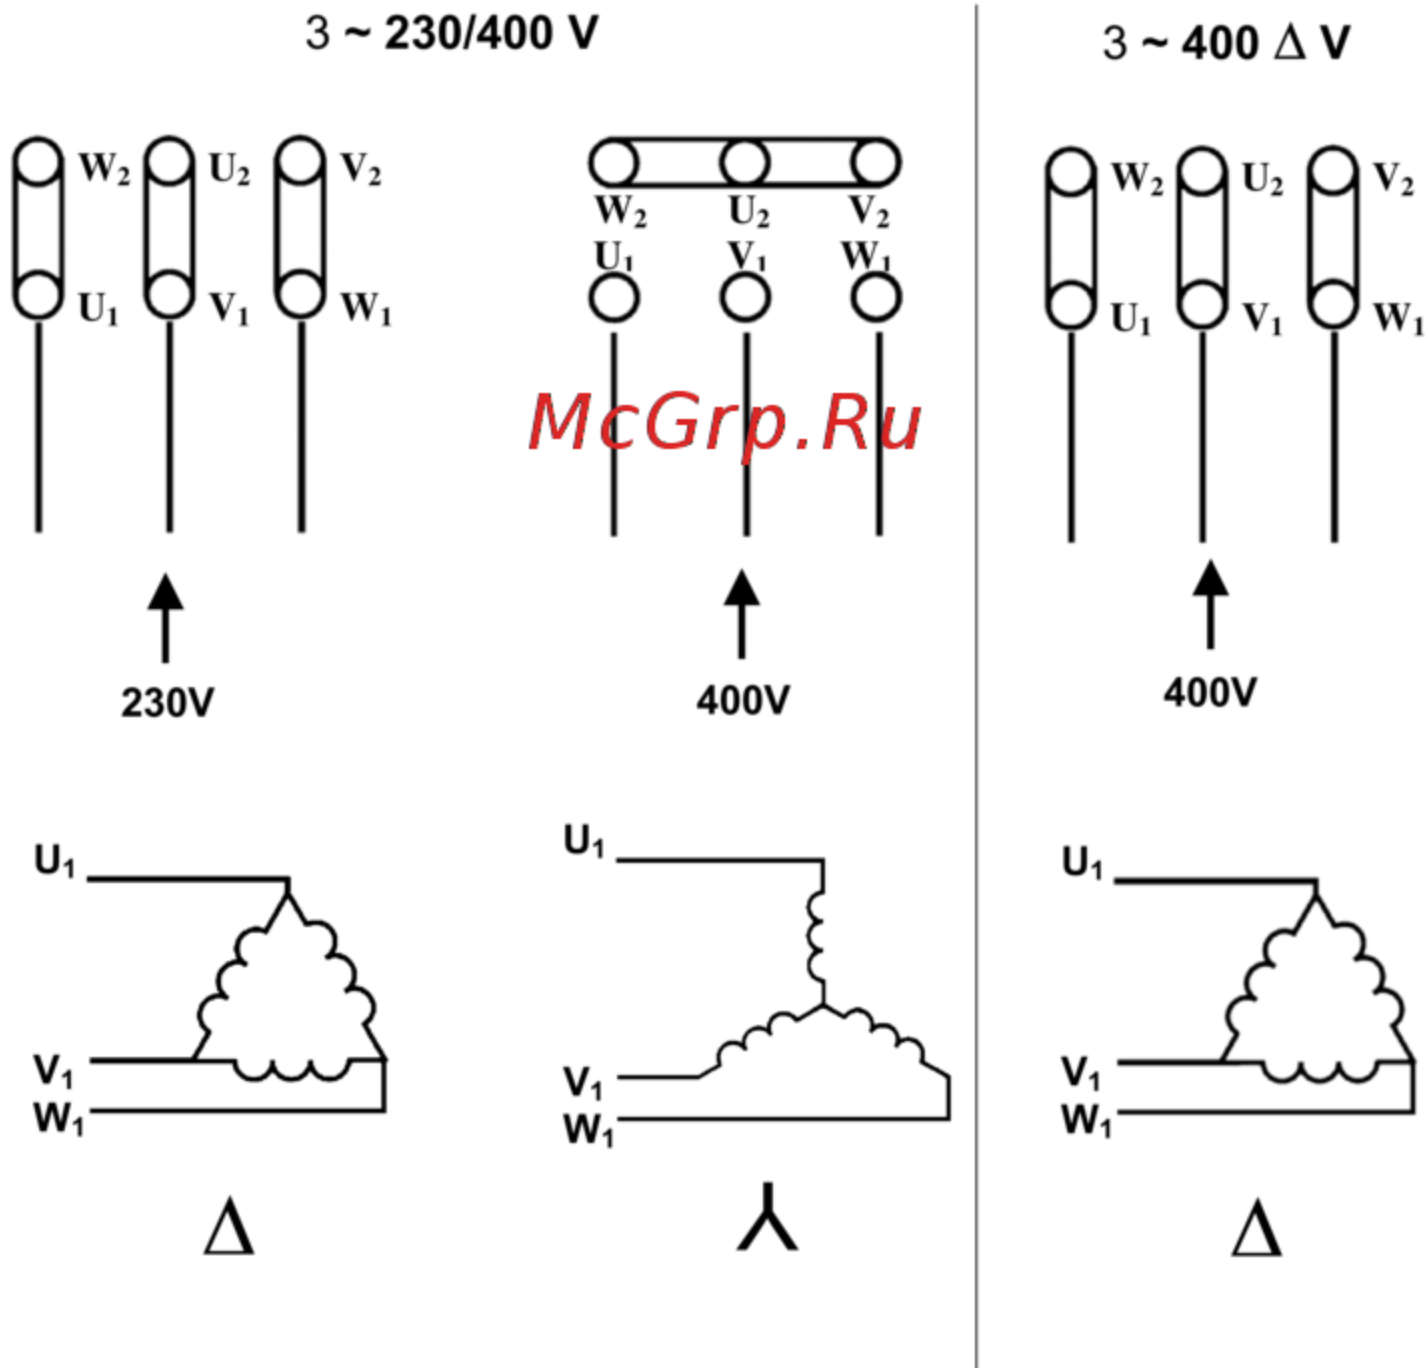 3 ~ 230/400 V
W₂ U₂ V₂
U₁ V₁ W₁
230V
W₂ U₂ V₂
U₁ V₁ W₁
McGrp.Ru
400V
U₁
V₁
W₁
Δ
U₁
V₁
W₁
3 ~ 400 Δ V
W₂ U₂ V₂
U₁ V₁ W₁
400V
U₁
V₁
W₁
Δ